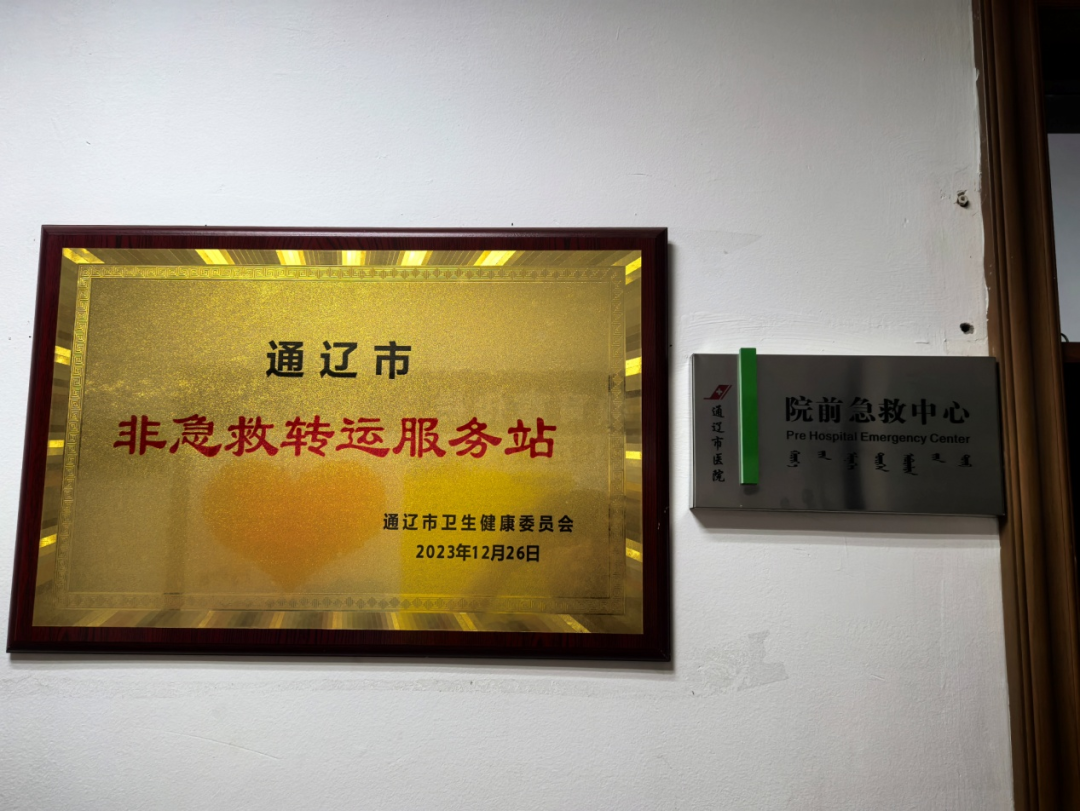 通辽市
非急救转运服务站
通辽市卫生健康委员会
2023年12月26日
通辽市医院
院前急救中心
Pre Hospital Emergency Center